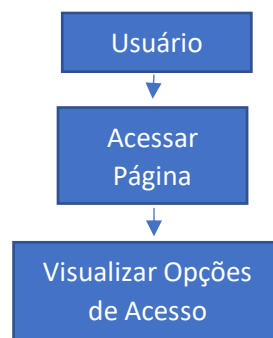 Usuário
Acessar
Página
Visualizar Opções
de Acesso